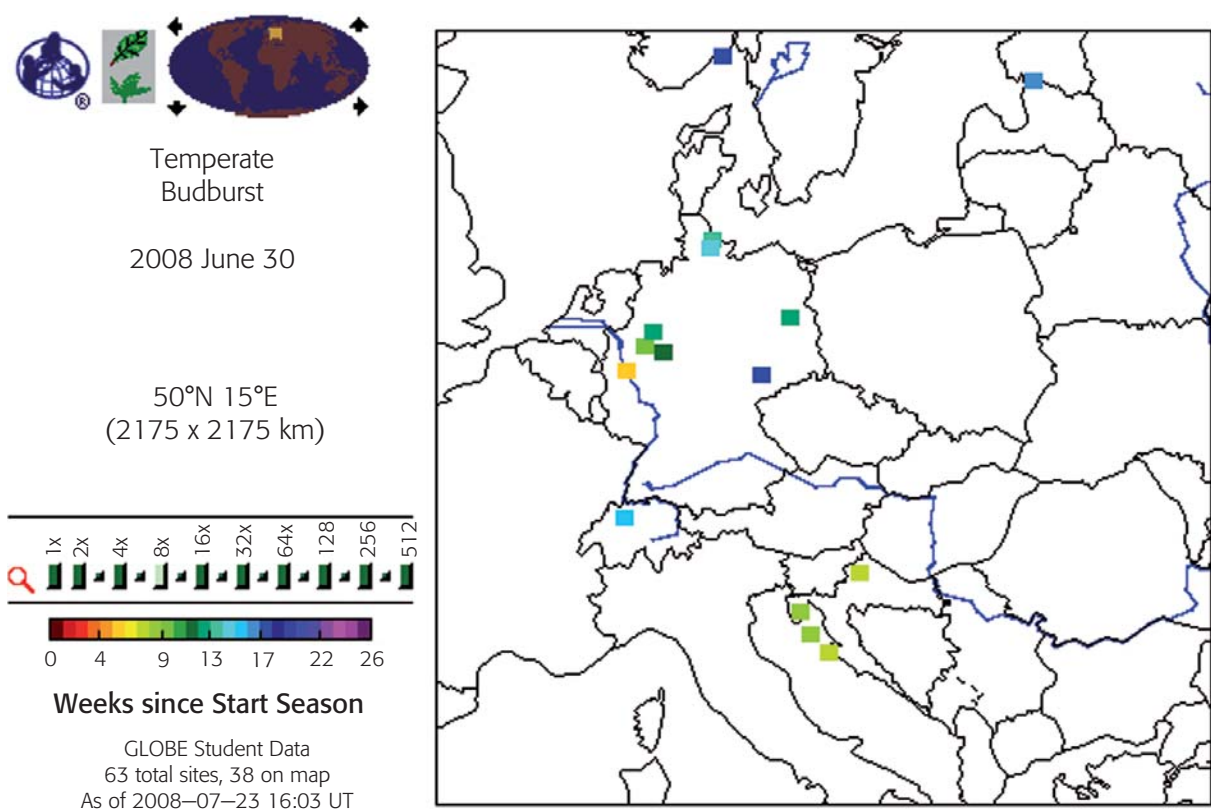 ®
Temperate
Budburst
2008 June 30
50°N 15°E
(2175 x 2175 km)
1x 2x 4x 8x 16x 32x 64x 128 256 512
0 4 9 13 17 22 26
Weeks since Start Season
GLOBE Student Data
63 total sites, 38 on map
As of 2008–07–23 16:03 UT